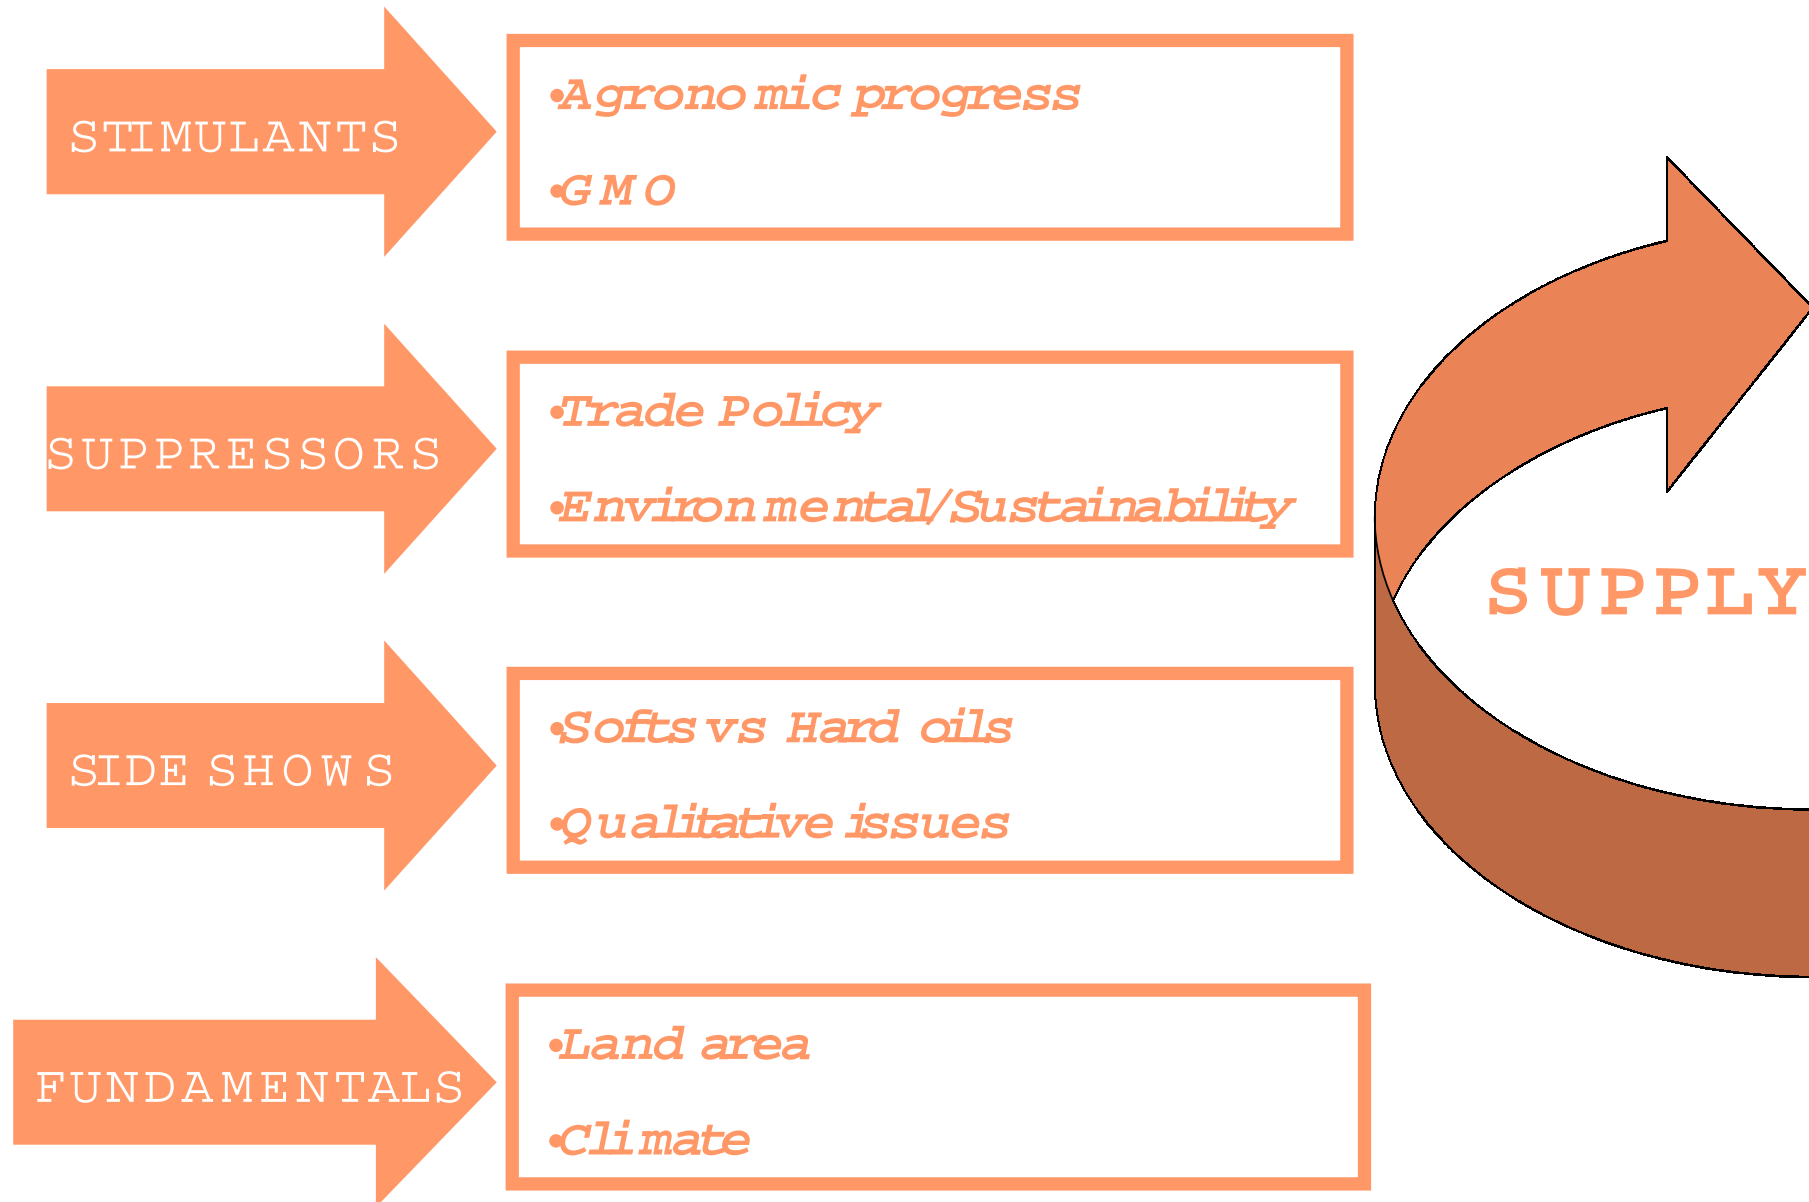 STIMULANTS
•Agronomic progress
•GMO
SUPPRESSORS
•Trade Policy
•Environmental/Sustainability
SUPPLY
SIDE SHOWS
•Softs vs Hard oils
•Qualitative issues
FUNDAMENTALS
•Land area
•Climate